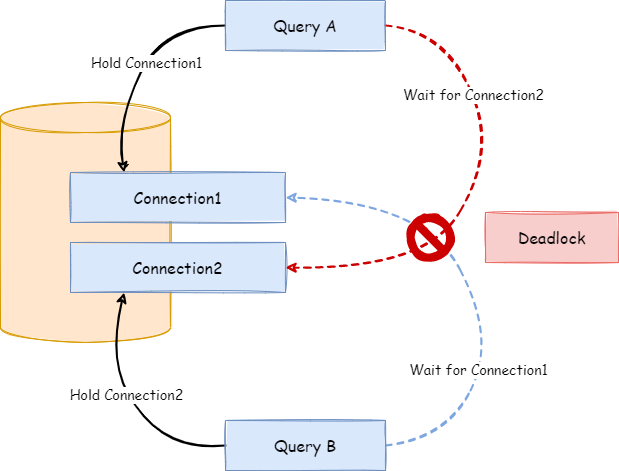 Query A
Hold Connection1
Wait for Connection2
Connection1
Deadlock
Connection2
Wait for Connection1
Hold Connection2
Query B